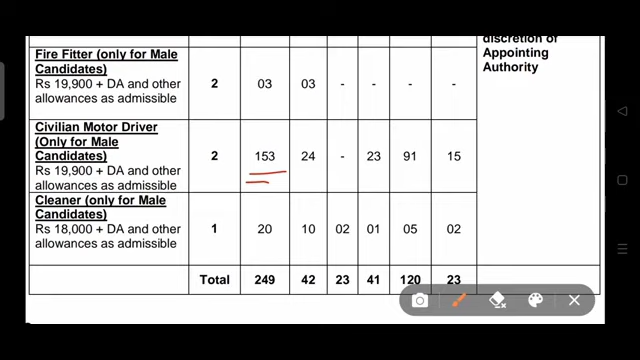 discretion of
Appointing
Authority
Fire Fitter (only for Male
Candidates)
Rs 19,900 + DA and other
allowances as admissible
2 03 03 - - - -
Civilian Motor Driver
(Only for Male
Candidates)
Rs 19,900 + DA and other
allowances as admissible
2 153 24 - 23 91 15
Cleaner (only for Male
Candidates)
Rs 18,000 + DA and other
allowances as admissible
1 20 10 02 01 05 02
Total 249 42 23 41 120 23